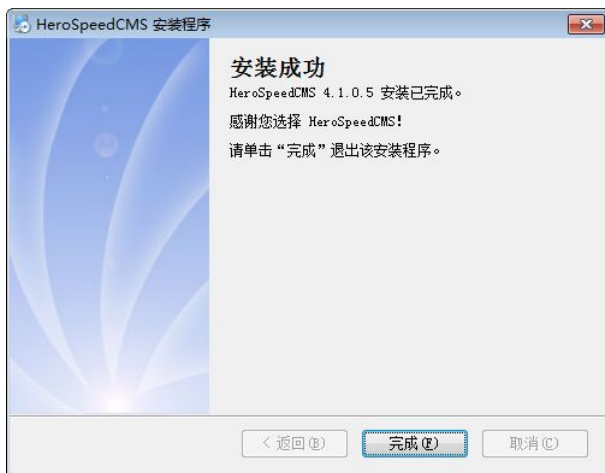 HeroSpeedCMS 安装程序
安装成功
HeroSpeedCMS 4.1.0.5 安装已完成。
感谢您选择 HeroSpeedCMS!
请单击“完成”退出该安装程序。
< 返回(B)
完成(F)
取消(C)